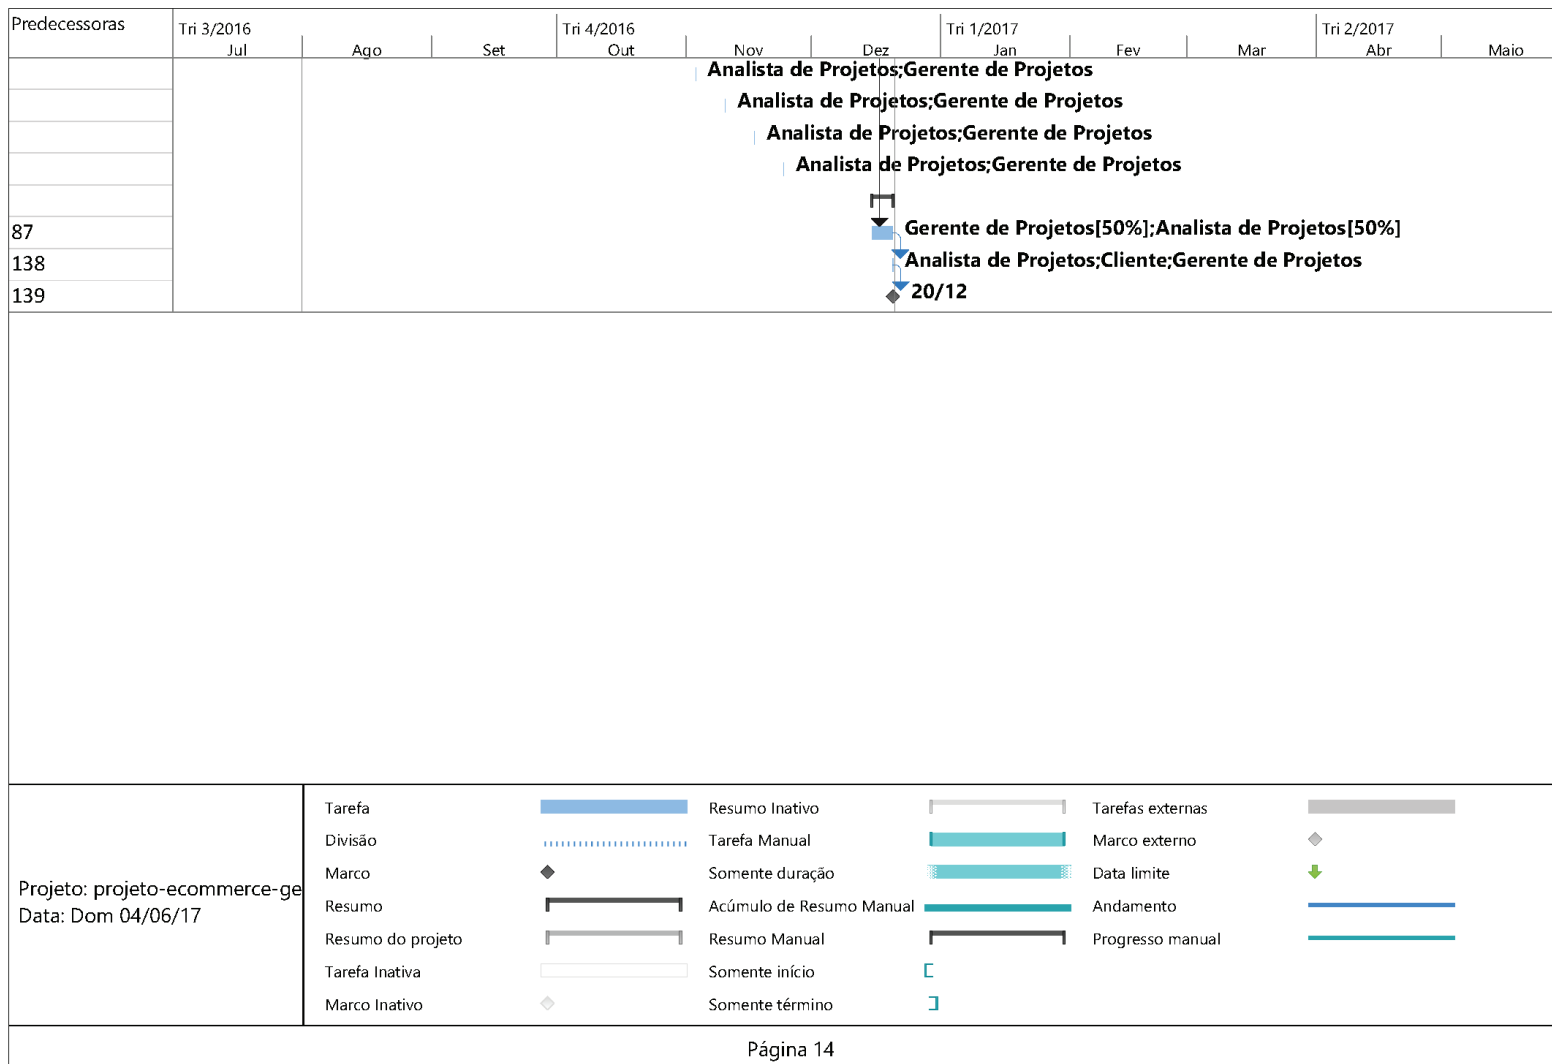 Predecessoras
Tri 3/2016 Tri 4/2016 Tri 1/2017 Tri 2/2017
Jul Ago Set Out Nov Dez Jan Fev Mar Abr Maio
Analista de Projetos;Gerente de Projetos
Analista de Projetos;Gerente de Projetos
Analista de Projetos;Gerente de Projetos
Analista de Projetos;Gerente de Projetos
87 Gerente de Projetos[50%];Analista de Projetos[50%]
138 Analista de Projetos;Cliente;Gerente de Projetos
139 20/12
Projeto: projeto-ecommerce-ge
Data: Dom 04/06/17
Tarefa
Divisão
Marco
Resumo
Resumo do projeto
Tarefa Inativa
Marco Inativo
Resumo Inativo
Tarefa Manual
Somente duração
Acúmulo de Resumo Manual
Resumo Manual
Somente início
Somente término
Tarefas externas
Marco externo
Data limite
Andamento
Progresso manual
Página 14